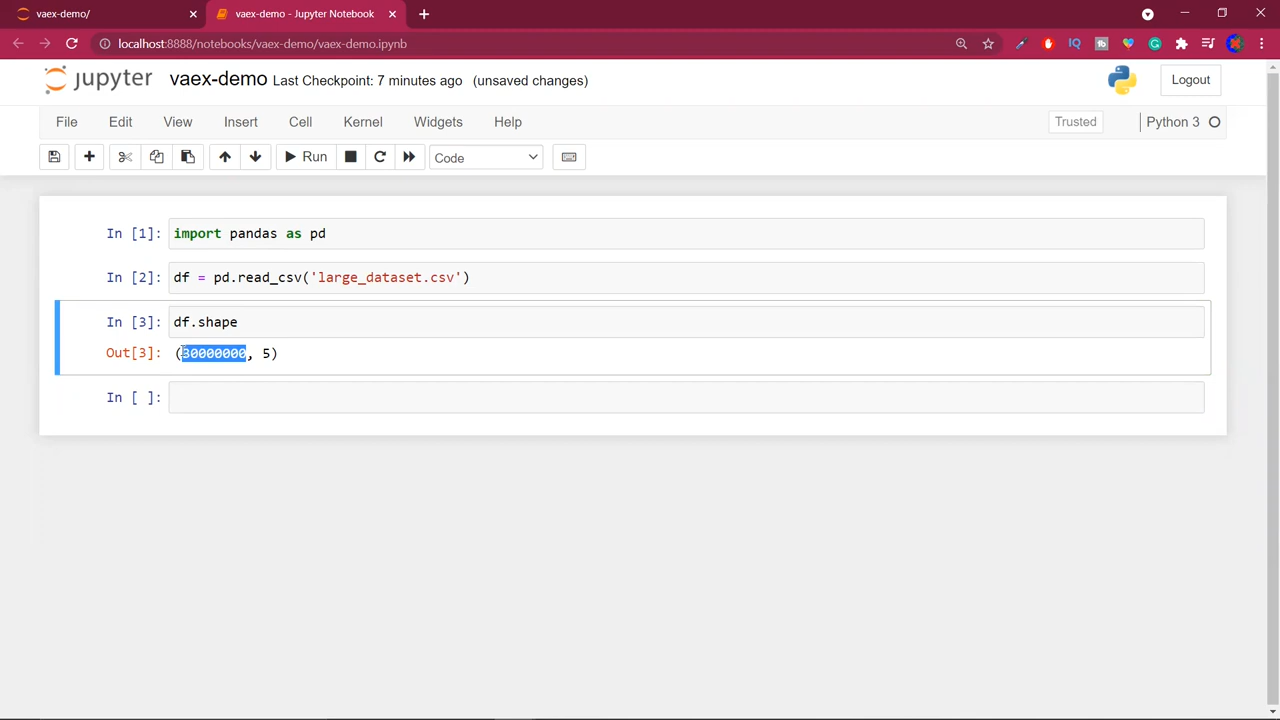 vaex-demo/
vaex-demo - Jupyter Notebook
localhost:8888/notebooks/vaex-demo/vaex-demo.ipynb
IQ
jupyter vaex-demo Last Checkpoint: 7 minutes ago (unsaved changes) Logout
File Edit View Insert Cell Kernel Widgets Help Trusted Python 3
Run Code
In [1]: import pandas as pd
In [2]: df = pd.read_csv('large_dataset.csv')
In [3]: df.shape
Out[3]: (30000000, 5)
In [ ]: